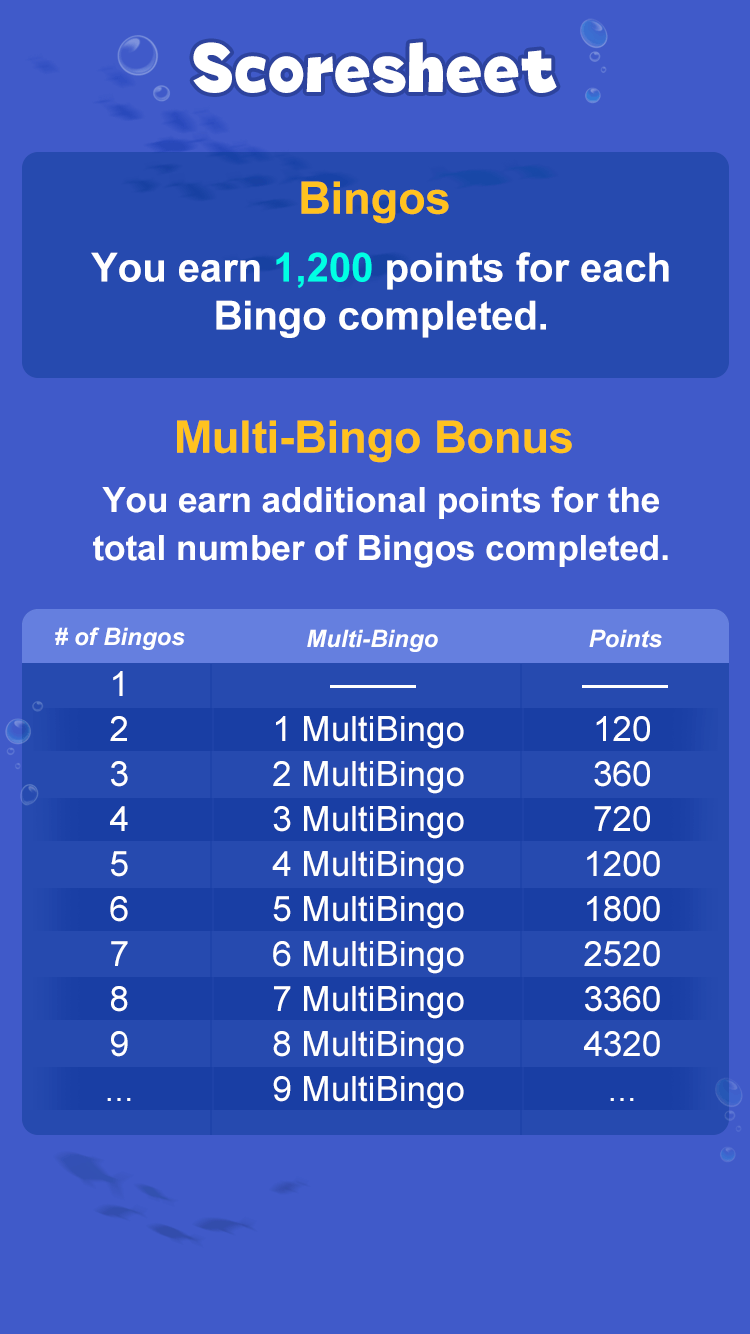 Scoresheet
Bingos
You earn 1,200 points for each
Bingo completed.
Multi-Bingo Bonus
You earn additional points for the
total number of Bingos completed.
# of Bingos Multi-Bingo Points
1 —— ——
2 1 MultiBingo 120
3 2 MultiBingo 360
4 3 MultiBingo 720
5 4 MultiBingo 1200
6 5 MultiBingo 1800
7 6 MultiBingo 2520
8 7 MultiBingo 3360
9 8 MultiBingo 4320
... 9 MultiBingo ...